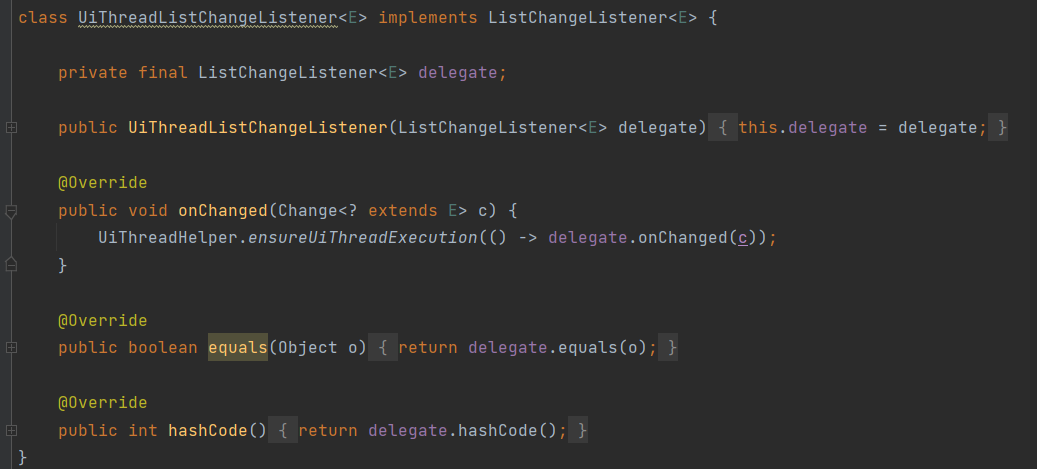 class UiThreadListChangeListener<E> implements ListChangeListener<E> {
private final ListChangeListener<E> delegate;
public UiThreadListChangeListener(ListChangeListener<E> delegate) { this.delegate = delegate; }
@Override
public void onChanged(Change<? extends E> c) {
UiThreadHelper.ensureUiThreadExecution(() -> delegate.onChanged(c));
}
@Override
public boolean equals(Object o) { return delegate.equals(o); }
@Override
public int hashCode() { return delegate.hashCode(); }
}